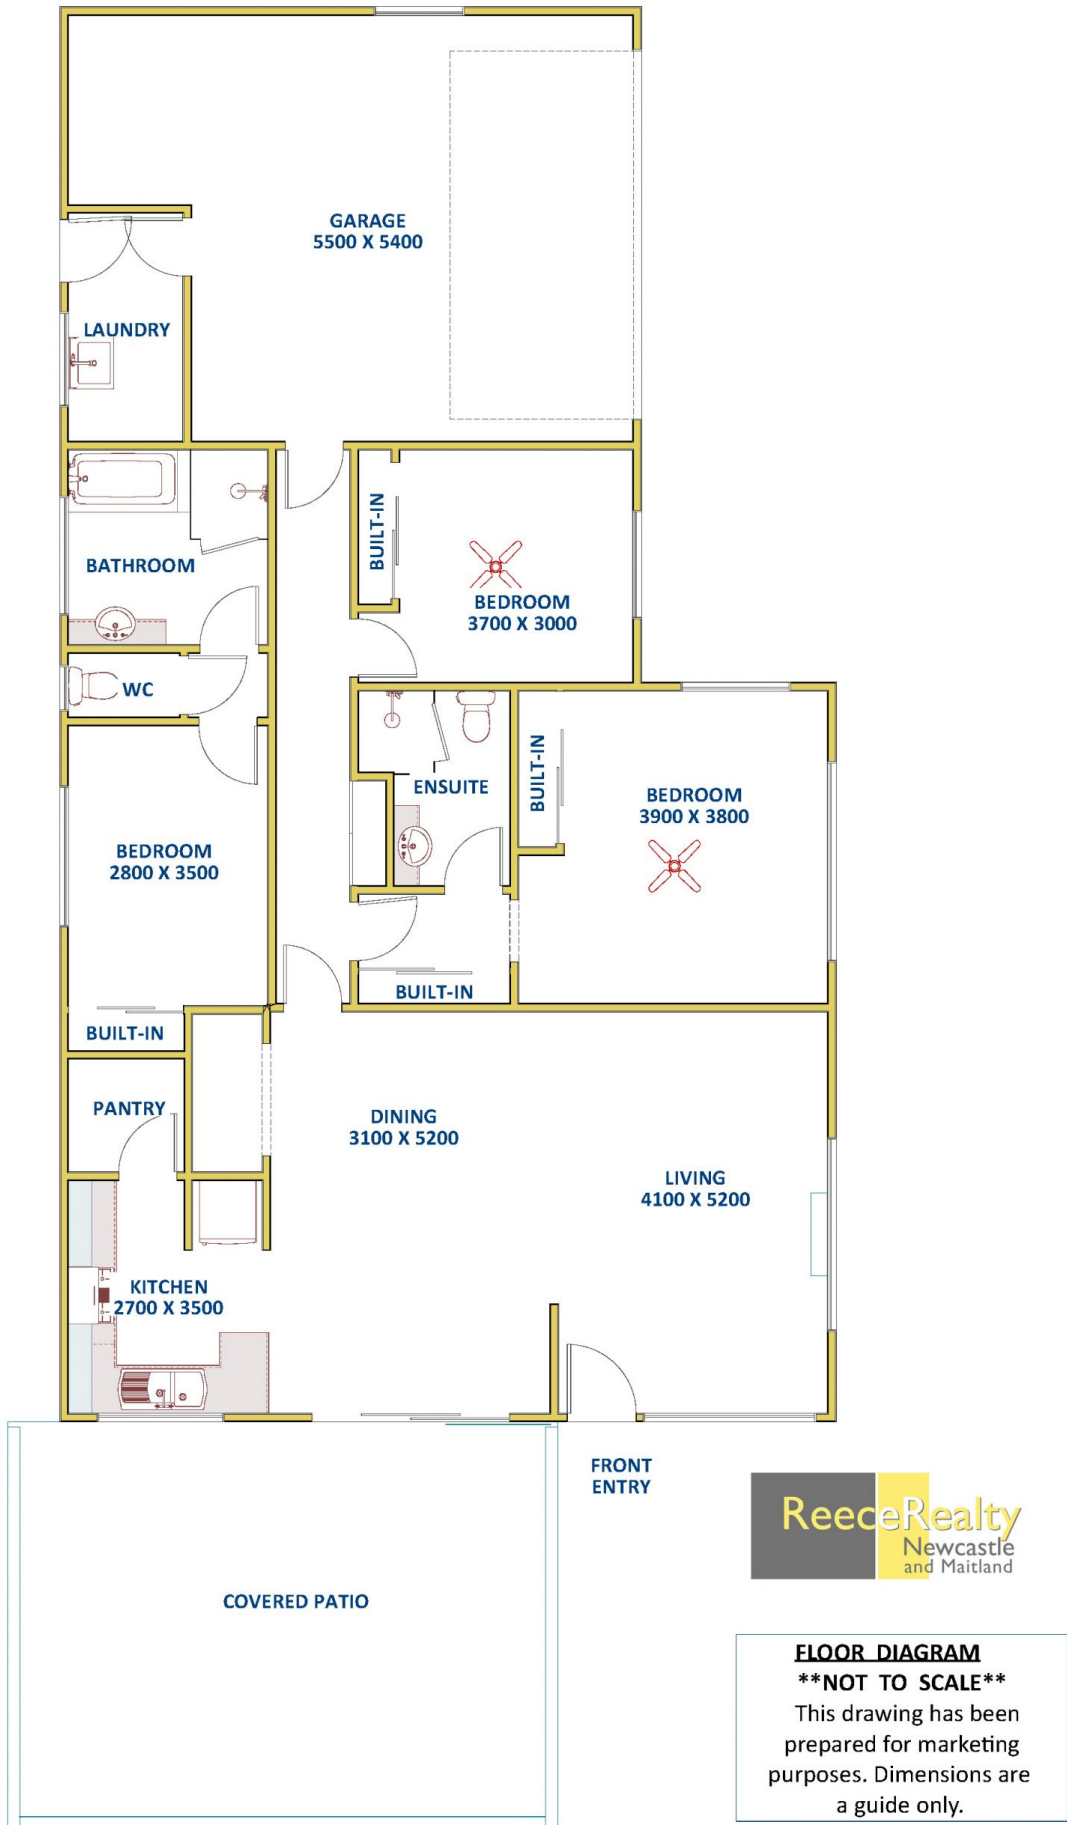 GARAGE
5500 X 5400
LAUNDRY
BUILT-IN
BATHROOM
BEDROOM
3700 X 3000
WC
BUILT-IN
ENSUITE
BEDROOM
3900 X 3800
BEDROOM
2800 X 3500
BUILT-IN
BUILT-IN
PANTRY
DINING
3100 X 5200
LIVING
4100 X 5200
KITCHEN
2700 X 3500
FRONT
ENTRY
ReeceRealty
Newcastle
and Maitland
COVERED PATIO
FLOOR DIAGRAM
**NOT TO SCALE**
This drawing has been
prepared for marketing
purposes. Dimensions are
a guide only.